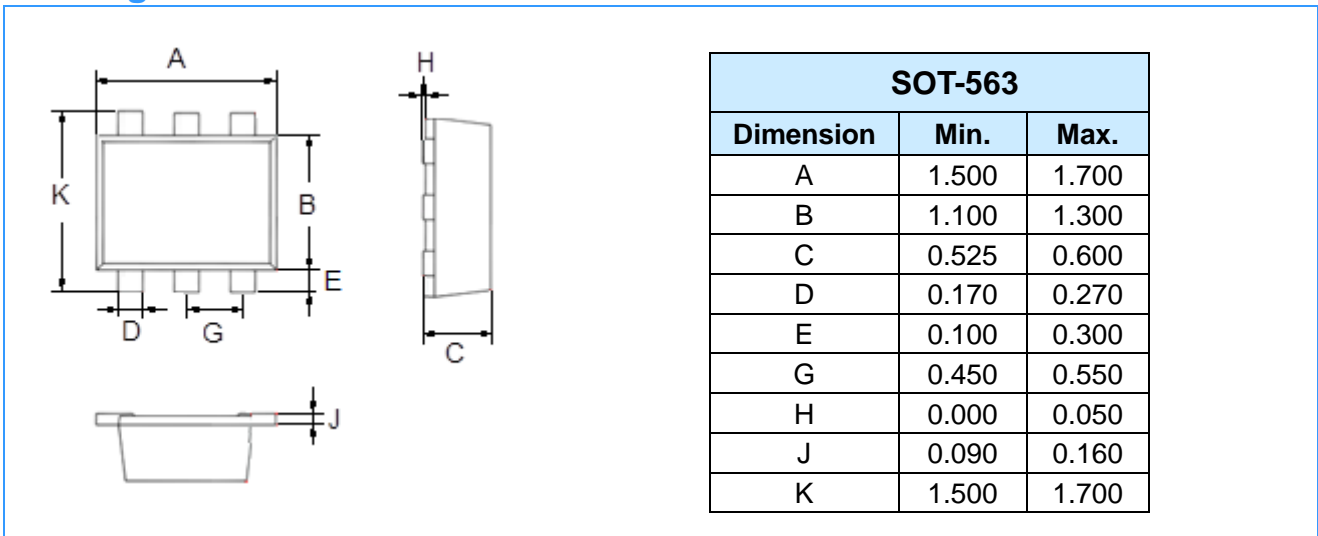 A
H
K
B
E
D
G
C
J
SOT-563
Dimension Min. Max.
A 1.500 1.700
B 1.100 1.300
C 0.525 0.600
D 0.170 0.270
E 0.100 0.300
G 0.450 0.550
H 0.000 0.050
J 0.090 0.160
K 1.500 1.700